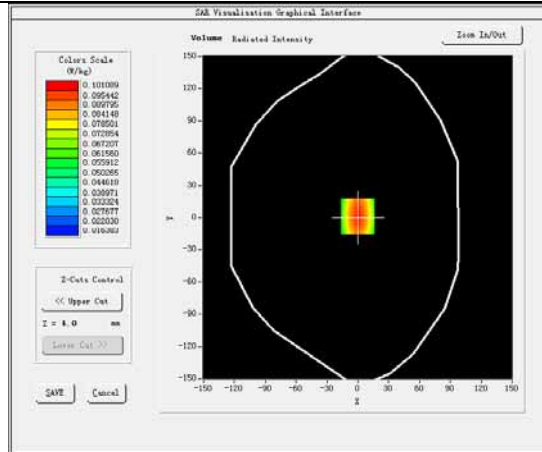 SAR Visualisation Graphical Interface
Volume Radiated Intensity
Zoom In/Out
Colors Scale
(W/kg)
0.101089
0.095442
0.089795
0.084148
0.078501
0.072854
0.067207
0.061560
0.055912
0.050265
0.044618
0.038971
0.033324
0.027677
0.022030
0.016383
150
120
90
60
30
0
-30
-60
-90
-120
-150
Y
-150 -120 -90 -60 -30 0 30 60 90 120 150
X
Z-Cuts Control
<< Upper Cut
Z = 4.0 mm
Lower Cut >>
SAVE Cancel